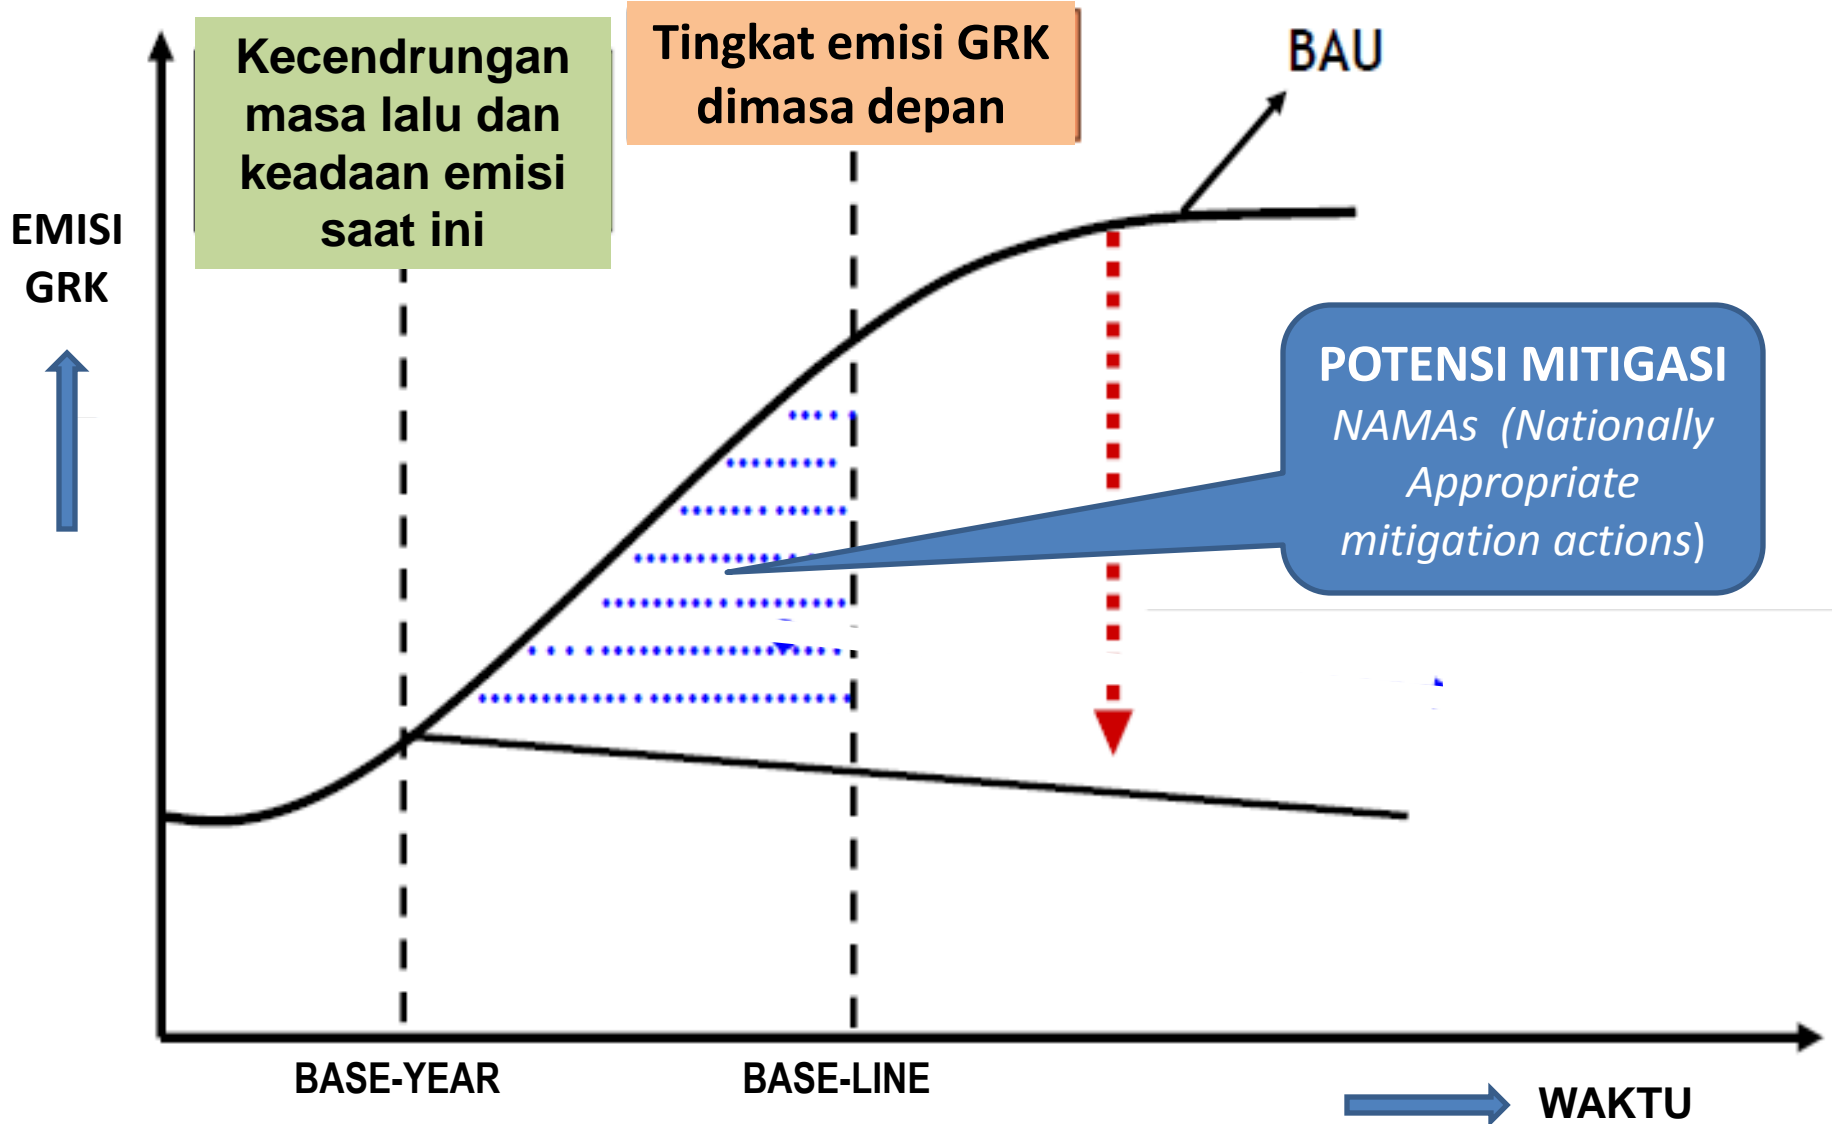 Kecendrungan
masa lalu dan
keadaan emisi
saat ini
Tingkat emisi GRK
dimasa depan
BAU
EMISI
GRK
POTENSI MITIGASI
NAMAs (Nationally
Appropriate
mitigation actions)
BASE-YEAR
BASE-LINE
WAKTU